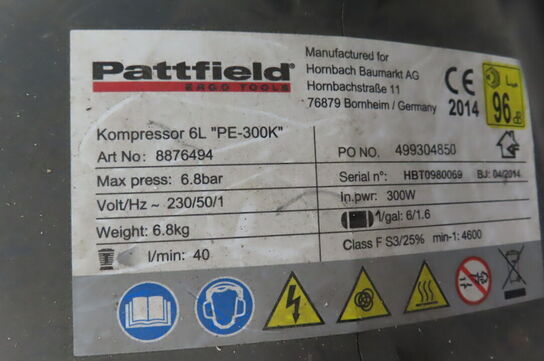 Pattfield®
ERGO TOOLS
Manufactured for
Hornbach Baumarkt AG
Hornbachstraße 11
76879 Bornheim / Germany
CE
2014
96
dB
Kompressor 6L "PE-300K"
Art No: 8876494
PO NO. 499304850
Max press: 6.8bar
Serial n°: HBT0980069 BJ: 04/2014
Volt/Hz ~ 230/50/1
In.pwr: 300W
Weight: 6.8kg
l/gal: 6/1.6
l/min: 40
Class F S3/25% min-1: 4600